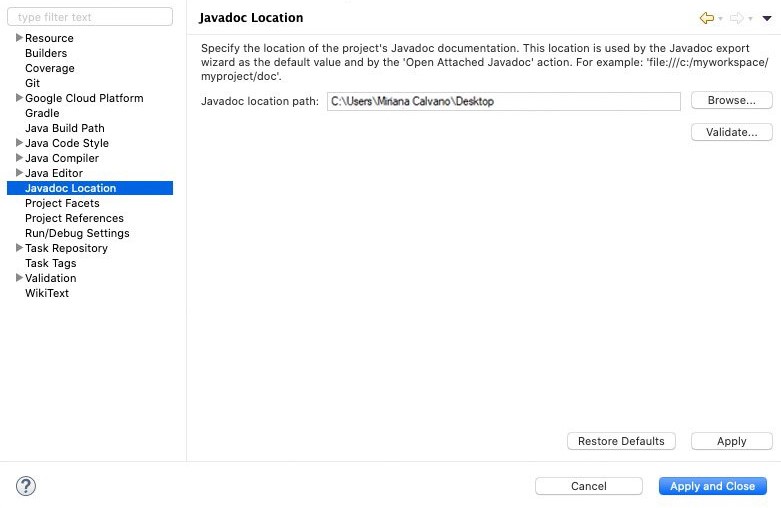 type filter text
Resource
Builders
Coverage
Git
Google Cloud Platform
Gradle
Java Build Path
Java Code Style
Java Compiler
Java Editor
Javadoc Location
Project Facets
Project References
Run/Debug Settings
Task Repository
Task Tags
Validation
WikiText
Javadoc Location
Specify the location of the project's Javadoc documentation. This location is used by the Javadoc export
wizard as the default value and by the 'Open Attached Javadoc' action. For example: 'file:///c:/myworkspace/
myproject/doc'.
Javadoc location path: C:\Users\Miriana Calvano\Desktop Browse...
Validate...
Restore Defaults Apply
? Cancel Apply and Close